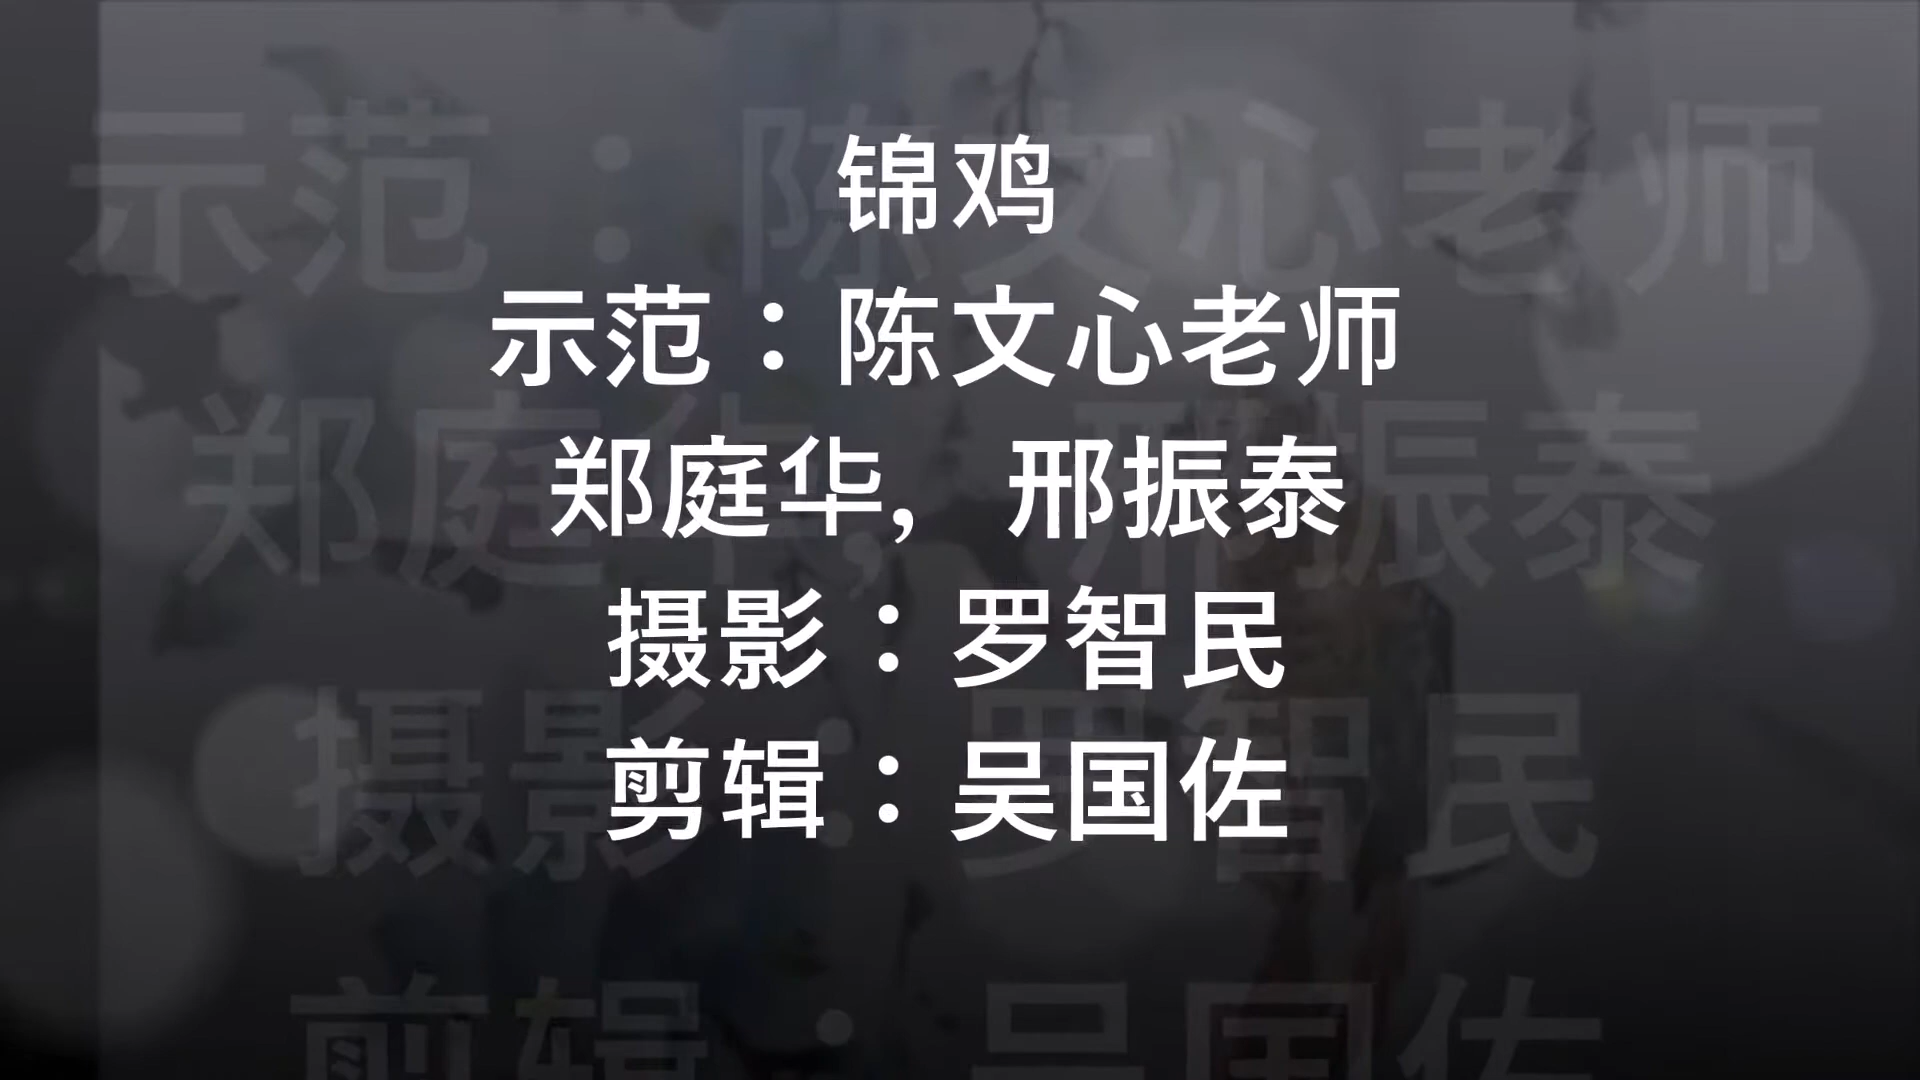 锦鸡
示范：陈文心老师
郑庭华，邢振泰
摄影：罗智民
剪辑：吴国佐